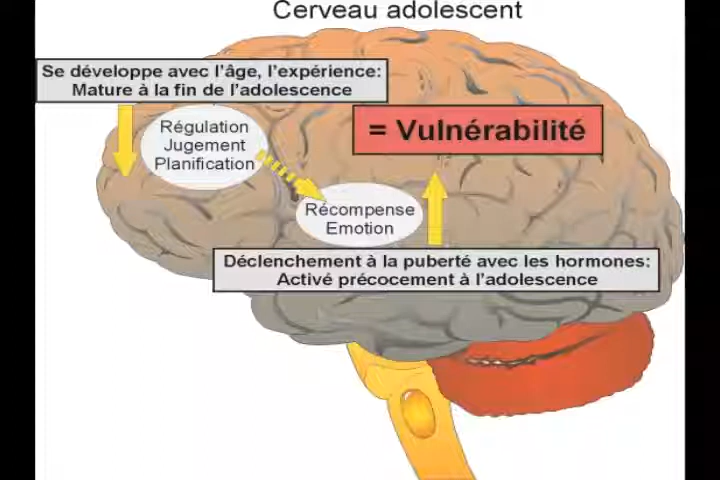 Cerveau adolescent
Se développe avec l'âge, l'expérience:
Mature à la fin de l'adolescence
Régulation
Jugement
Planification
= Vulnérabilité
Récompense
Emotion
Déclenchement à la puberté avec les hormones:
Activé précocement à l'adolescence